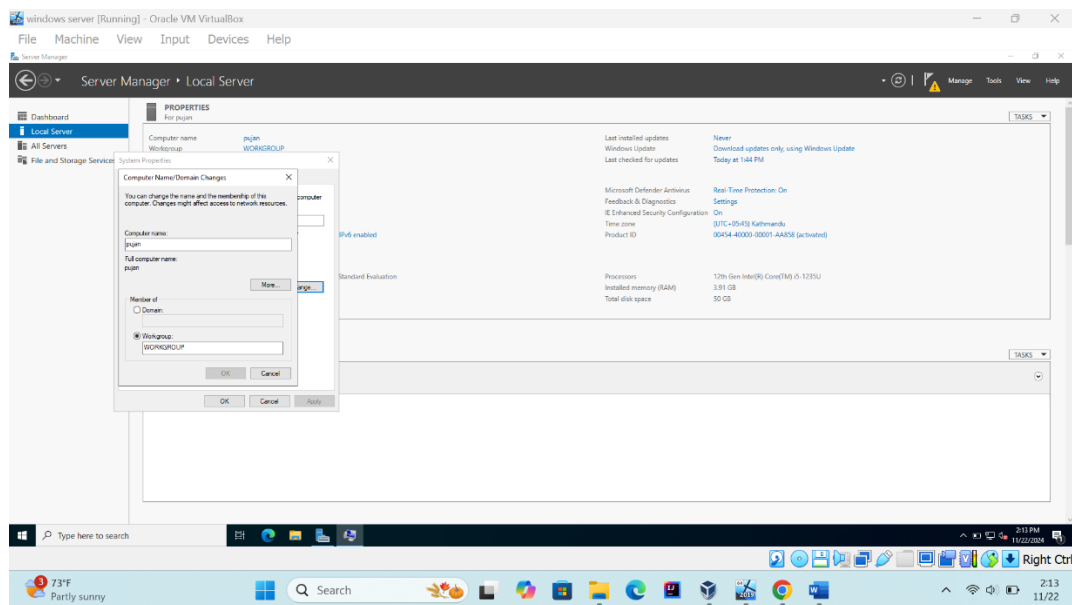 windows server [Running] - Oracle VM VirtualBox
File Machine View Input Devices Help
Server Manager
Server Manager • Local Server
Manage Tools View Help
Dashboard
Local Server
All Servers
File and Storage Services
PROPERTIES
For pujan
TASKS
Computer name pujan
Workgroup WORKGROUP
Last installed updates Never
Windows Update Download updates only, using Windows Update
Last checked for updates Today at 1:44 PM
Microsoft Defender Antivirus Real-Time Protection: On
Feedback & Diagnostics Settings
IE Enhanced Security Configuration On
Time zone (UTC+05:45) Kathmandu
Product ID 00454-40000-00001-AA858 (activated)
IPv6 enabled
Standard Evaluation
Processors 12th Gen Intel(R) Core(TM) i5-1235U
Installed memory (RAM) 3.91 GB
Total disk space 50 GB
TASKS
System Properties
computer
ange...
OK Cancel Apply
Computer Name/Domain Changes
You can change the name and the membership of this
computer. Changes might affect access to network resources.
Computer name:
pujan
Full computer name:
pujan
More...
Member of
Domain:
Workgroup:
WORKGROUP
OK Cancel
Type here to search
2:13 PM
11/22/2024
Right Ctrl
3
73°F
Partly sunny
Search
2:13
11/22